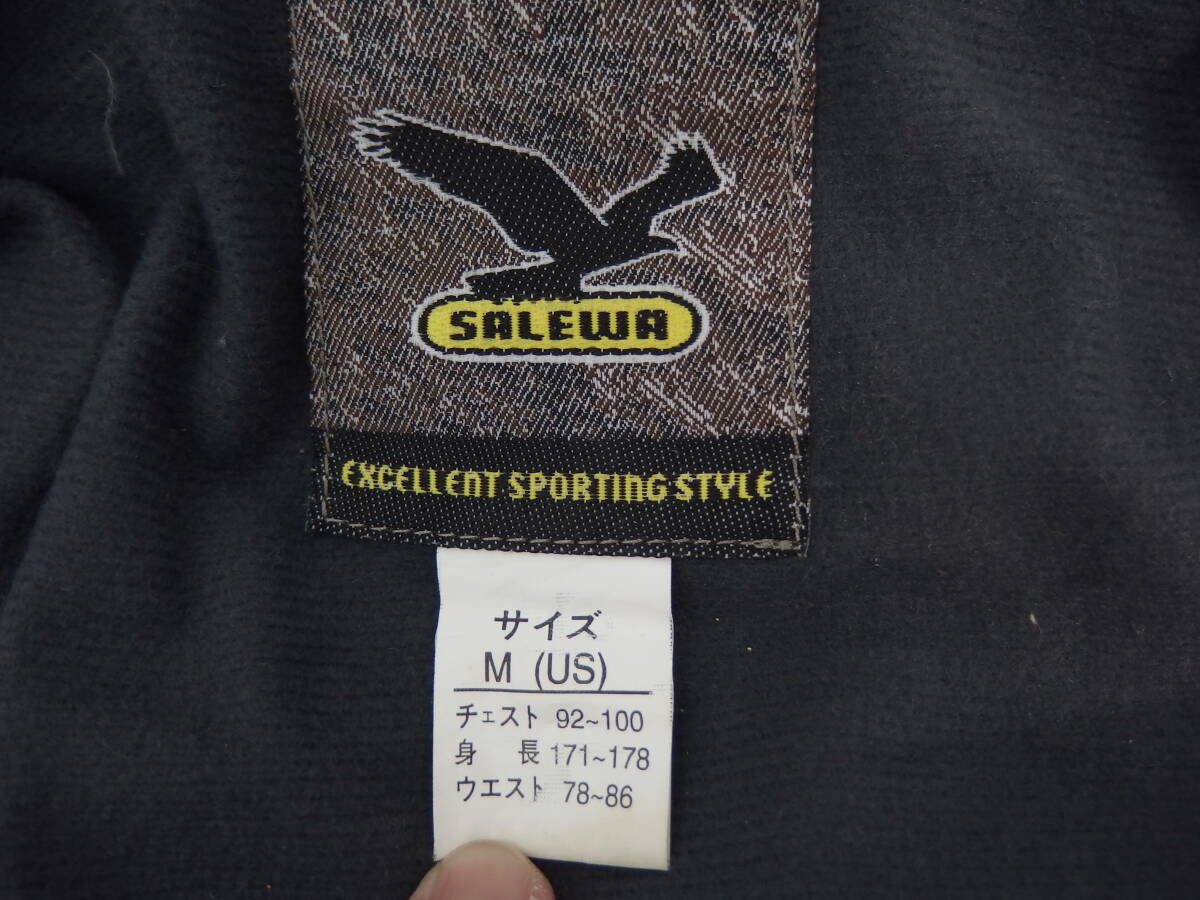 SALEWA
EXCELLENT SPORTING STYLE
サイズ
M (US)
チェスト 92~100
身 長 171~178
ウエスト 78~86